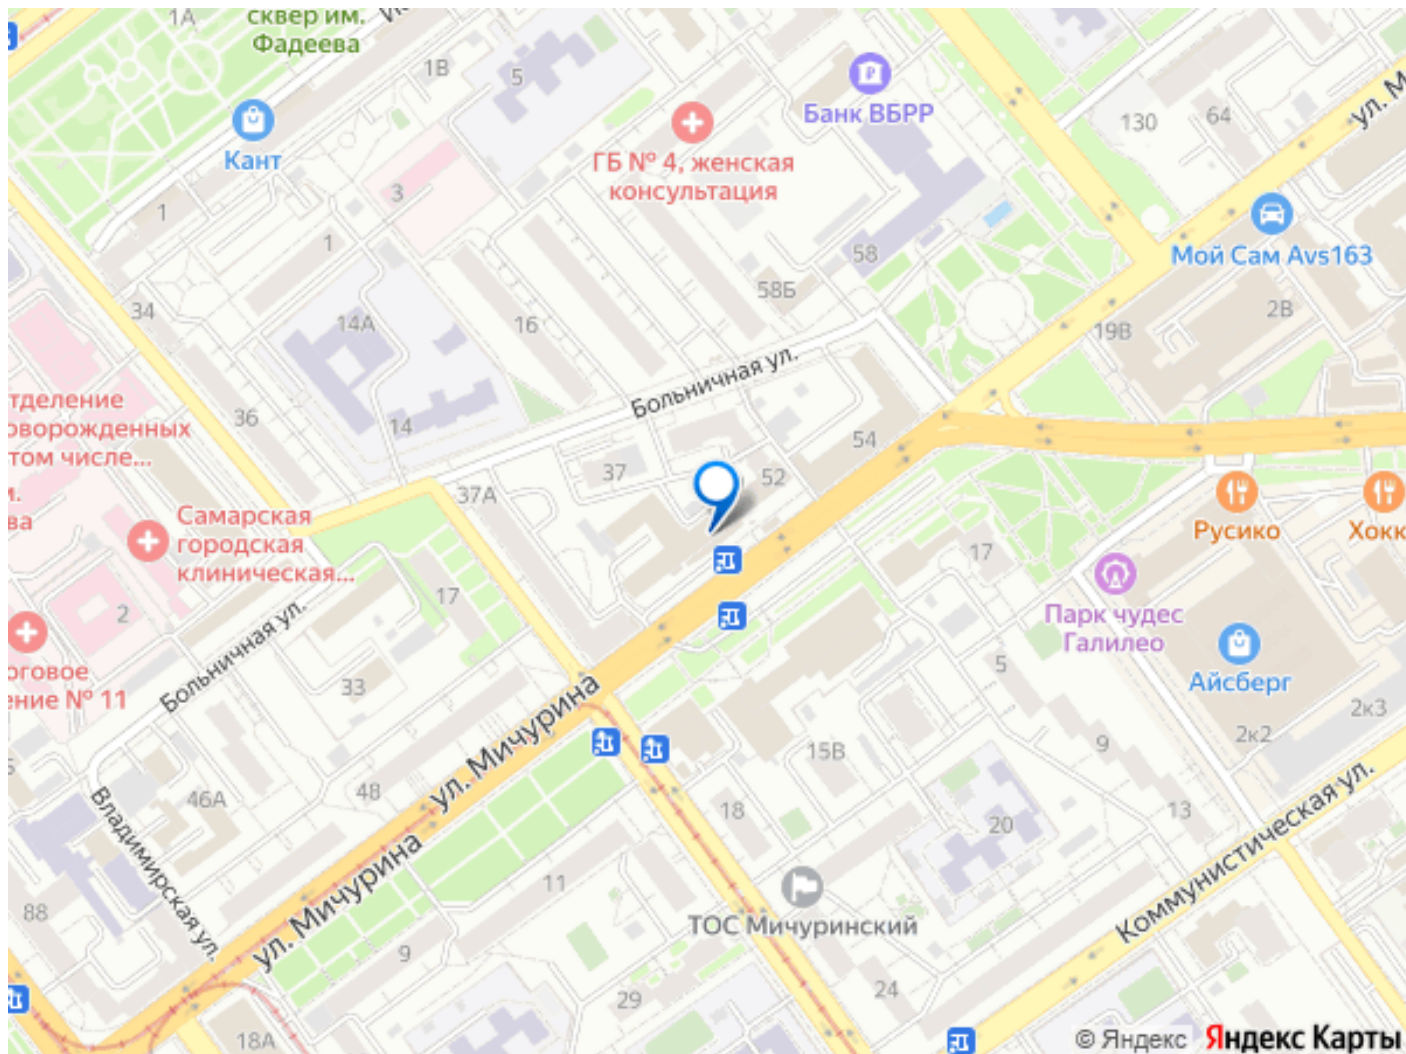 1А
сквер им.
Фадеева
1В
5
Кант
Банк ВБРР
ГБ № 4, женская
консультация
130
64
ул. М
3
1
1
Мой Сам Avs163
58
58Б
34
14А
16
19В
2В
Больничная ул.
тделение
оворожденных
том числе...
36
14
54
37
52
37А
Самарская
городская
клиническая...
Русико
Хокк
17
17
2
Парк чудес
Галилео
Айсберг
Больничная ул.
33
5
ение № 11
2к3
2к2
9
15В
ул. Мичурина
46А
48
18
20
13
Владимирская ул.
ул. Мичурина
11
Коммунистическая ул.
88
9
ТОС Мичуринский
24
29
18А
© Яндекс Яндекс Карты